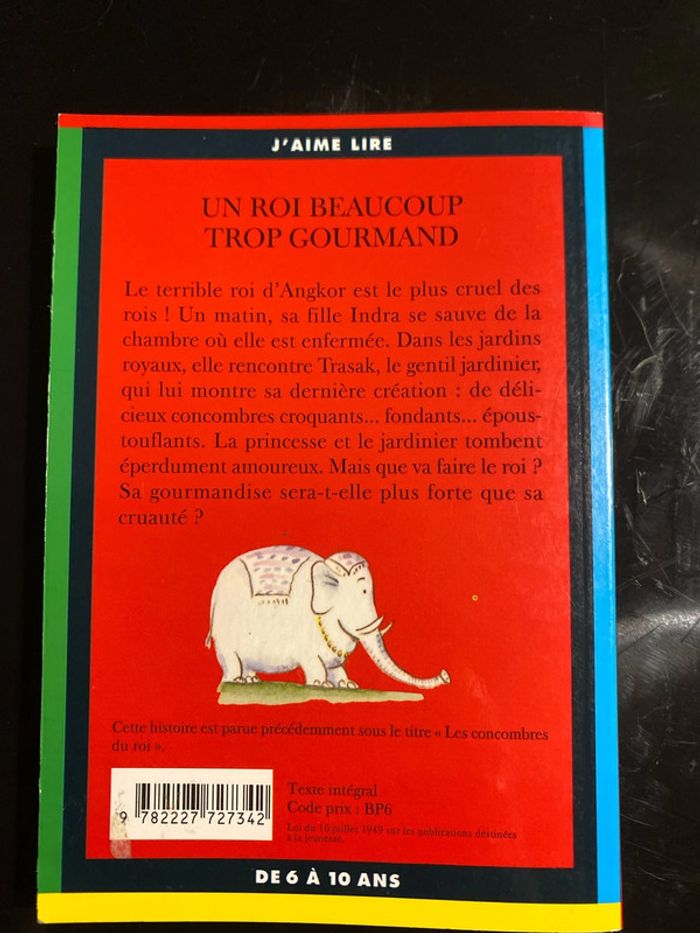 J'AIME LIRE
UN ROI BEAUCOUP
TROP GOURMAND
Le terrible roi d'Angkor est le plus cruel des
rois ! Un matin, sa fille Indra se sauve de la
chambre où elle est enfermée. Dans les jardins
royaux, elle rencontre Trasak, le gentil jardinier,
qui lui montre sa dernière création : de déli-
cieux concombres croquants... fondants... épous-
touflants. La princesse et le jardinier tombent
éperdument amoureux. Mais que va faire le roi ?
Sa gourmandise sera-t-elle plus forte que sa
cruauté ?
Cette histoire est parue précédemment sous le titre « Les concombres
du roi ».
9 782227 727342
Texte intégral
Code prix : BP6
Loi du 16 juillet 1949 sur les publications destinées
à la jeunesse.
DE 6 À 10 ANS